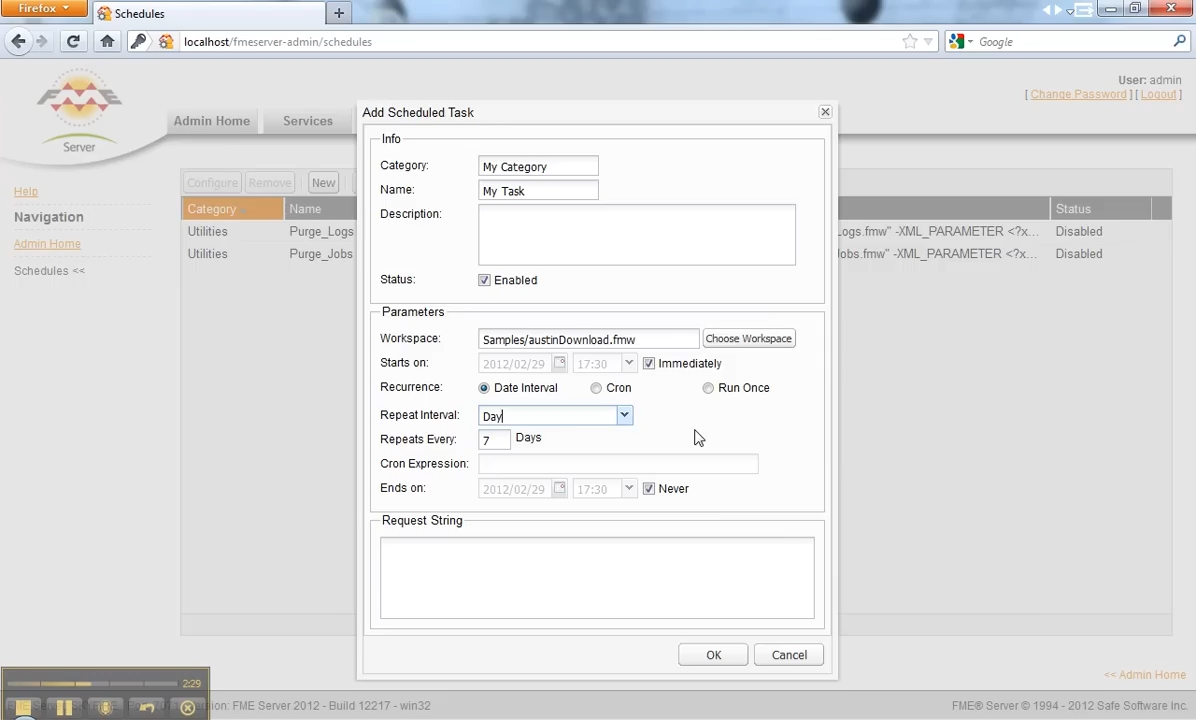 Firefox
Schedules
localhost/fmeserver-admin/schedules
Google
User: admin
[ Change Password ] [ Logout ]
Server
Admin Home
Services
Help
Navigation
Admin Home
Schedules <<
Configure
Remove
New
Category
Name
Status
Utilities
Purge_Logs
Logs.fmw" -XML_PARAMETER <?x...
Disabled
Utilities
Purge_Jobs
Jobs.fmw" -XML_PARAMETER <?x...
Disabled
Add Scheduled Task
Info
Category: My Category
Name: My Task
Description:
Status: Enabled
Parameters
Workspace: Samples/austinDownload.fmw Choose Workspace
Starts on: 2012/02/29 17:30 Immediately
Recurrence: Date Interval Cron Run Once
Repeat Interval: Day
Repeats Every: 7 Days
Cron Expression:
Ends on: 2012/02/29 17:30 Never
Request String
OK Cancel
<< Admin Home
2:29
version: FME Server 2012 - Build 12217 - win32
FME® Server © 1994 - 2012 Safe Software Inc.